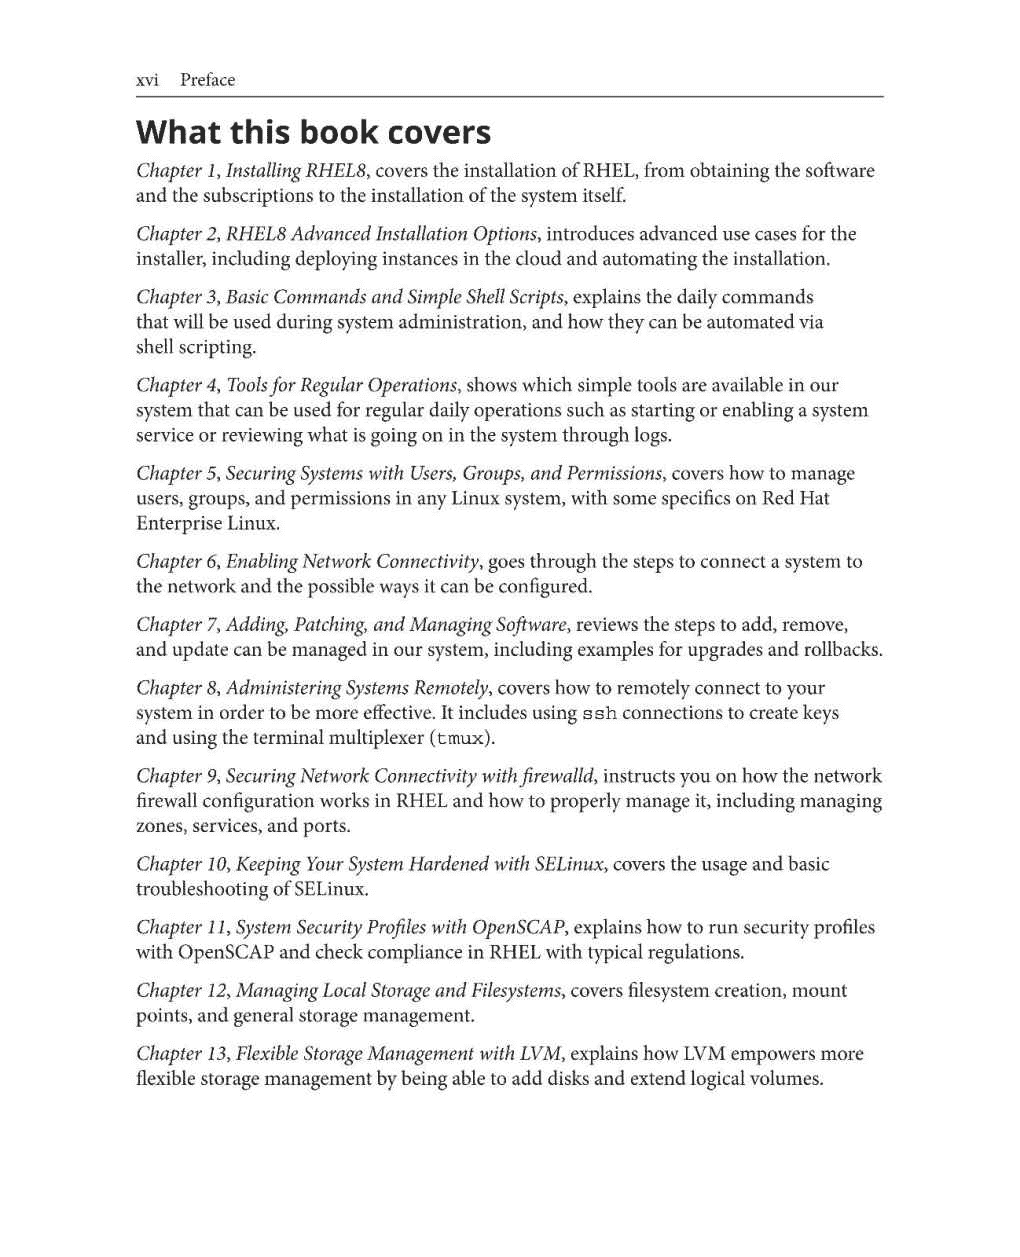 xvi Preface
What this book covers
Chapter 1, Installing RHEL8, covers the installation of RHEL, from obtaining the software
and the subscriptions to the installation of the system itself.
Chapter 2, RHEL8 Advanced Installation Options, introduces advanced use cases for the
installer, including deploying instances in the cloud and automating the installation.
Chapter 3, Basic Commands and Simple Shell Scripts, explains the daily commands
that will be used during system administration, and how they can be automated via
shell scripting.
Chapter 4, Tools for Regular Operations, shows which simple tools are available in our
system that can be used for regular daily operations such as starting or enabling a system
service or reviewing what is going on in the system through logs.
Chapter 5, Securing Systems with Users, Groups, and Permissions, covers how to manage
users, groups, and permissions in any Linux system, with some specifics on Red Hat
Enterprise Linux.
Chapter 6, Enabling Network Connectivity, goes through the steps to connect a system to
the network and the possible ways it can be configured.
Chapter 7, Adding, Patching, and Managing Software, reviews the steps to add, remove,
and update can be managed in our system, including examples for upgrades and rollbacks.
Chapter 8, Administering Systems Remotely, covers how to remotely connect to your
system in order to be more effective. It includes using ssh connections to create keys
and using the terminal multiplexer (tmux).
Chapter 9, Securing Network Connectivity with firewalld, instructs you on how the network
firewall configuration works in RHEL and how to properly manage it, including managing
zones, services, and ports.
Chapter 10, Keeping Your System Hardened with SELinux, covers the usage and basic
troubleshooting of SELinux.
Chapter 11, System Security Profiles with OpenSCAP, explains how to run security profiles
with OpenSCAP and check compliance in RHEL with typical regulations.
Chapter 12, Managing Local Storage and Filesystems, covers filesystem creation, mount
points, and general storage management.
Chapter 13, Flexible Storage Management with LVM, explains how LVM empowers more
flexible storage management by being able to add disks and extend logical volumes.